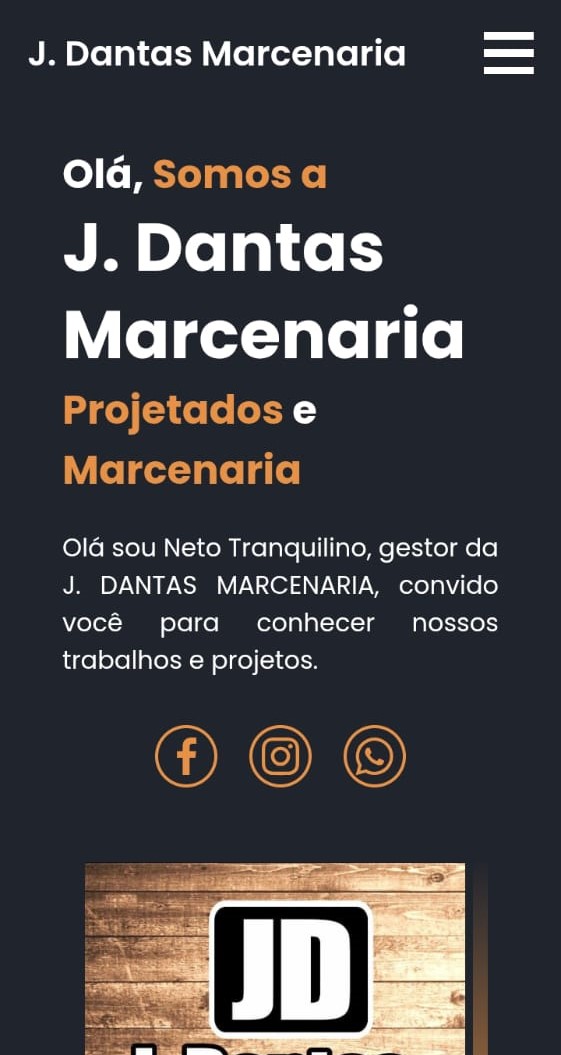 J. Dantas Marcenaria
Olá, Somos a
J. Dantas
Marcenaria
Projetados e
Marcenaria
Olá sou Neto Tranquilino, gestor da
J. DANTAS MARCENARIA, convido
você para conhecer nossos
trabalhos e projetos.
JD
J. Dantas